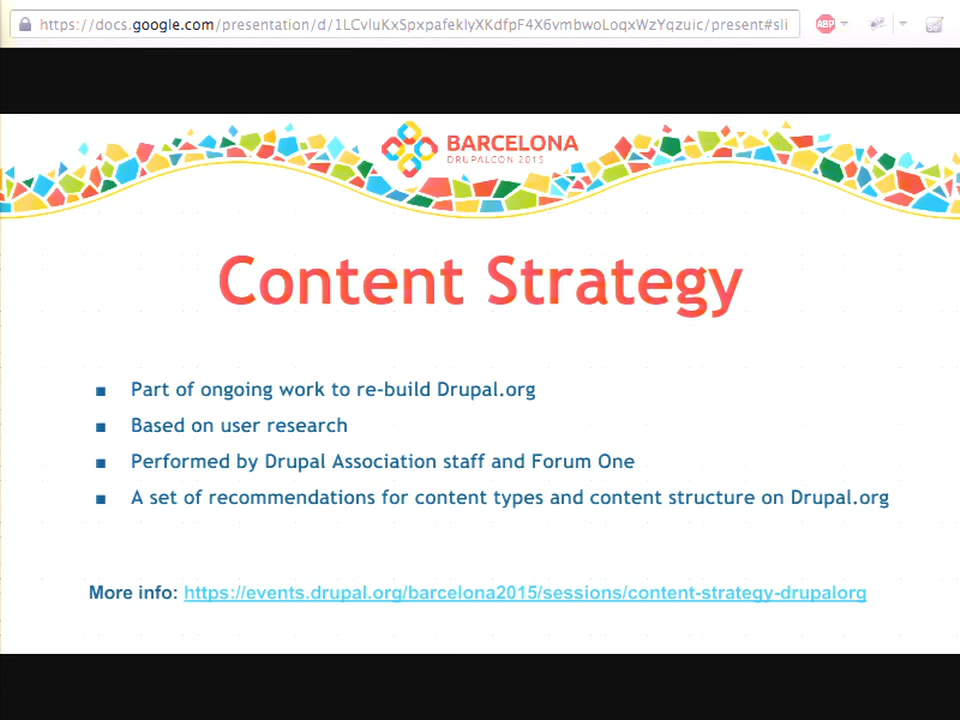 https://docs.google.com/presentation/d/1LCvluKxSpxpafeklyXKdfpF4X6vmbwoLoqxWzYqzuic/present#sli
ABP
BARCELONA
DRUPALCON 2015
Content Strategy
Part of ongoing work to re-build Drupal.org
Based on user research
Performed by Drupal Association staff and Forum One
A set of recommendations for content types and content structure on Drupal.org
More info: https://events.drupal.org/barcelona2015/sessions/content-strategy-drupalorg